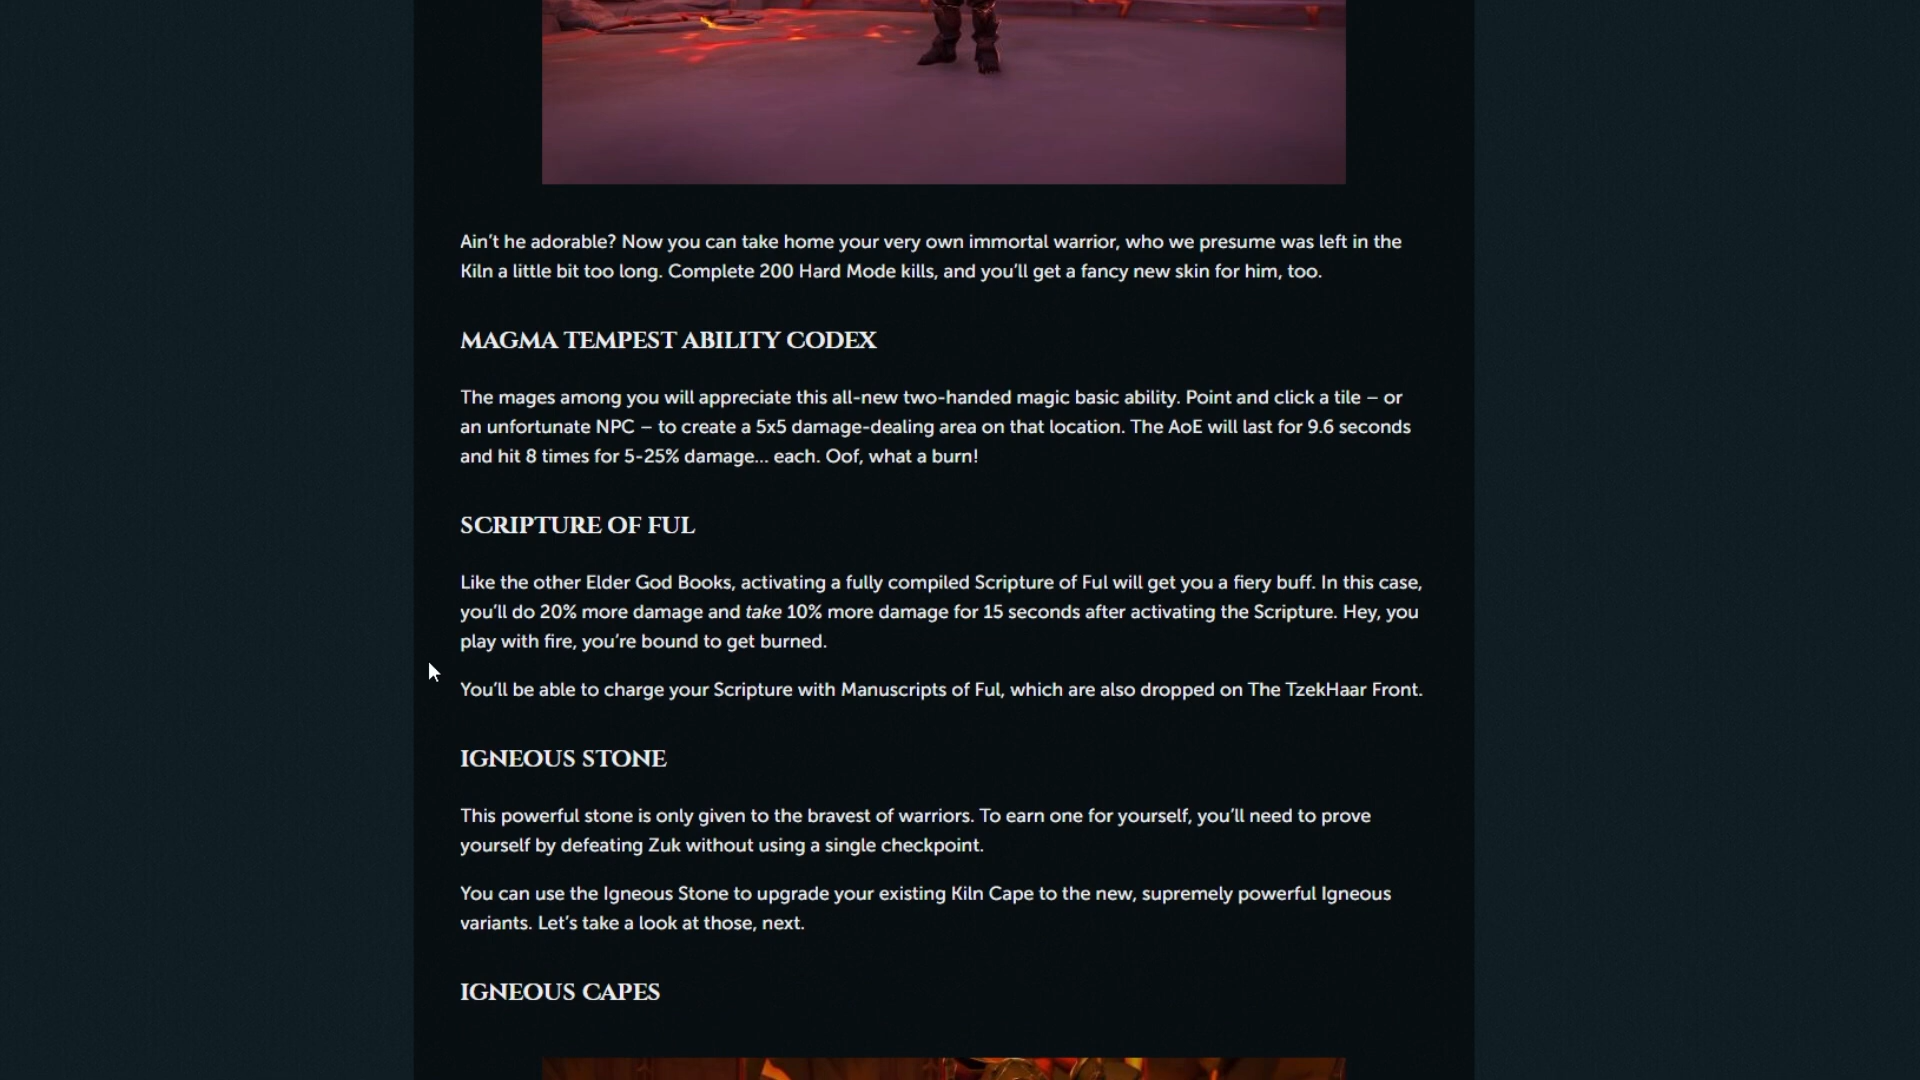 Ain’t he adorable? Now you can take home your very own immortal warrior, who we presume was left in the
Kiln a little bit too long. Complete 200 Hard Mode kills, and you’ll get a fancy new skin for him, too.
MAGMA TEMPEST ABILITY CODEX
The mages among you will appreciate this all-new two-handed magic basic ability. Point and click a tile – or
an unfortunate NPC – to create a 5x5 damage-dealing area on that location. The AoE will last for 9.6 seconds
and hit 8 times for 5-25% damage... each. Oof, what a burn!
SCRIPTURE OF FUL
Like the other Elder God Books, activating a fully compiled Scripture of Ful will get you a fiery buff. In this case,
you’ll do 20% more damage and take 10% more damage for 15 seconds after activating the Scripture. Hey, you
play with fire, you’re bound to get burned.
You’ll be able to charge your Scripture with Manuscripts of Ful, which are also dropped on The TzekHaar Front.
IGNEOUS STONE
This powerful stone is only given to the bravest of warriors. To earn one for yourself, you’ll need to prove
yourself by defeating Zuk without using a single checkpoint.
You can use the Igneous Stone to upgrade your existing Kiln Cape to the new, supremely powerful Igneous
variants. Let’s take a look at those, next.
IGNEOUS CAPES